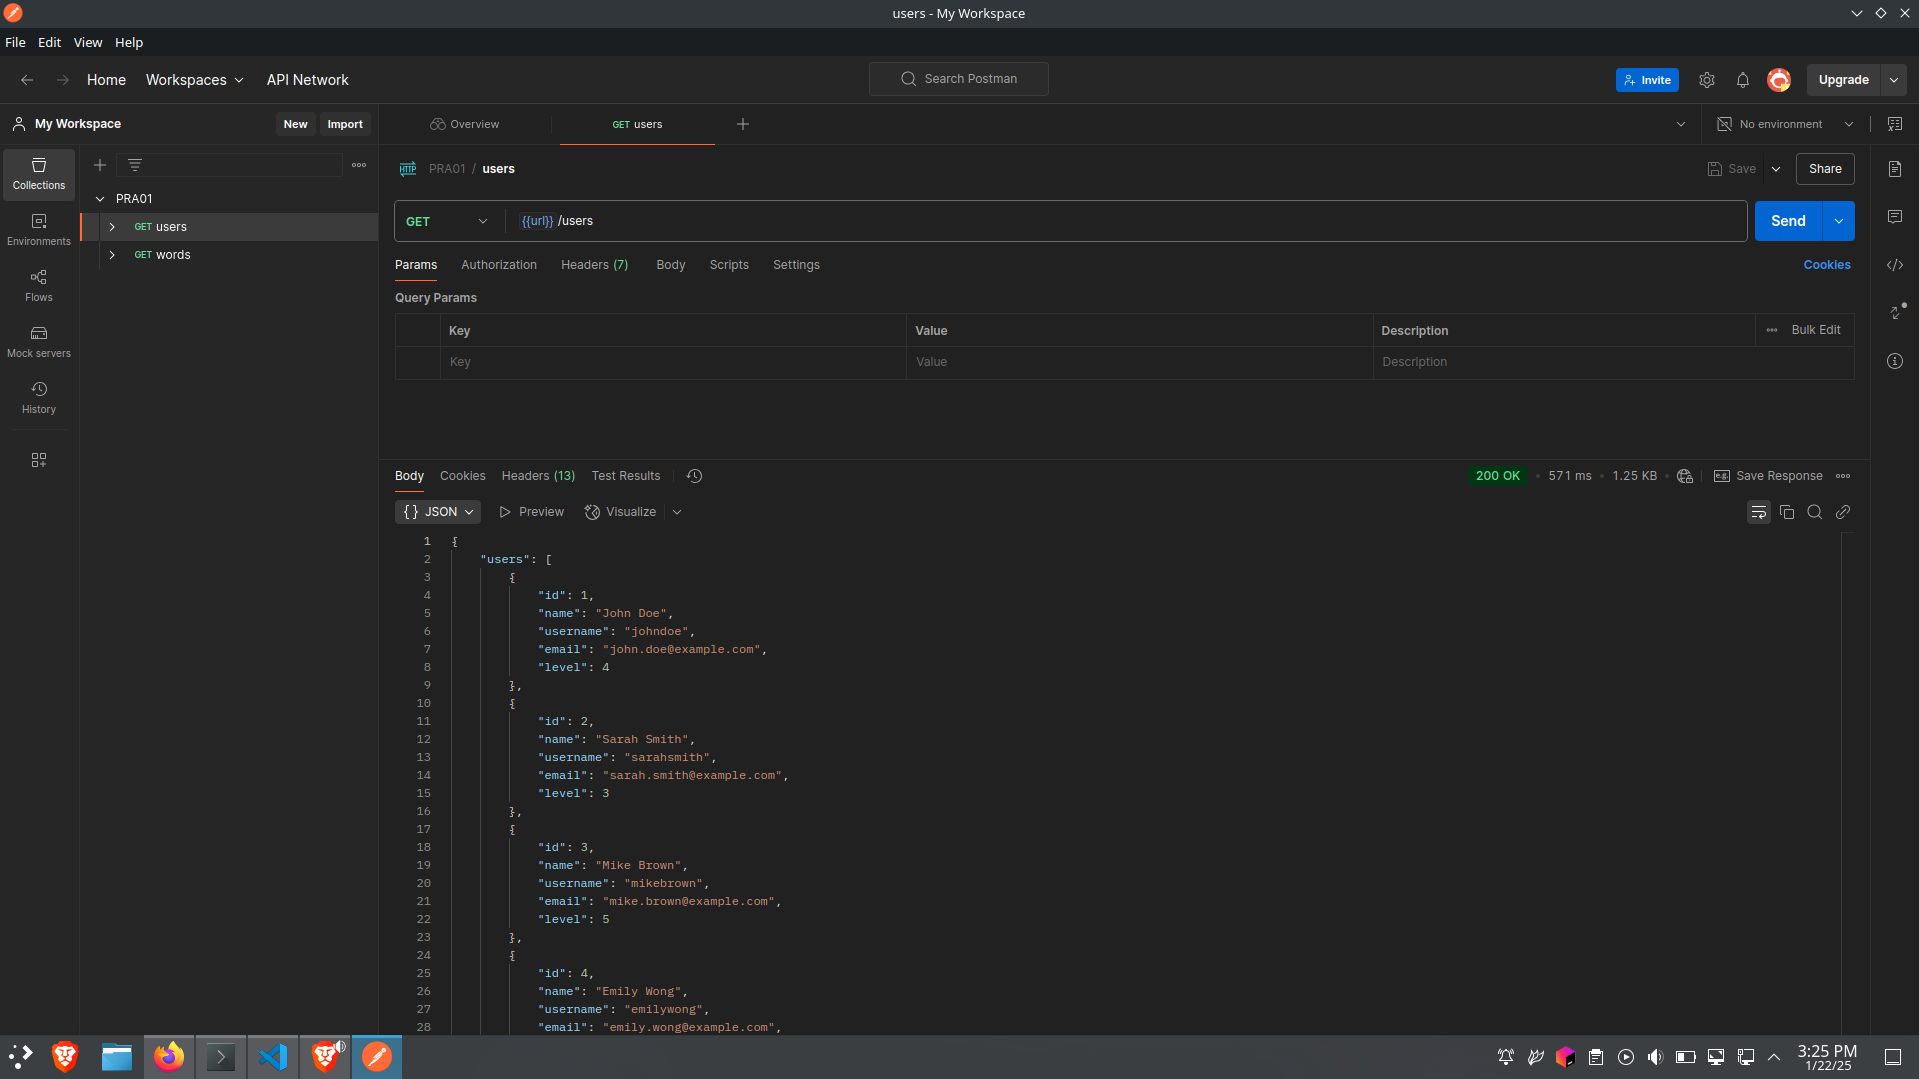 users - My Workspace
File Edit View Help
Home Workspaces API Network Search Postman Invite Upgrade
My Workspace New Import Overview GET users No environment
Collections
Environments
Flows
Mock servers
History
PRA01
GET users
GET words
HTTP PRA01 / users Save Share
GET {{url}} /users Send
Params Authorization Headers (7) Body Scripts Settings Cookies
Query Params
Key Value Description Bulk Edit
Key Value Description
Body Cookies Headers (13) Test Results 200 OK • 571 ms • 1.25 KB • e.g. Save Response
{} JSON Preview Visualize
1 {
2 "users": [
3 {
4 "id": 1,
5 "name": "John Doe",
6 "username": "johndoe",
7 "email": "john.doe@example.com",
8 "level": 4
9 },
10 {
11 "id": 2,
12 "name": "Sarah Smith",
13 "username": "sarahsmith",
14 "email": "sarah.smith@example.com",
15 "level": 3
16 },
17 {
18 "id": 3,
19 "name": "Mike Brown",
20 "username": "mikebrown",
21 "email": "mike.brown@example.com",
22 "level": 5
23 },
24 {
25 "id": 4,
26 "name": "Emily Wong",
27 "username": "emilywong",
28 "email": "emily.wong@example.com",
3:25 PM
1/22/25